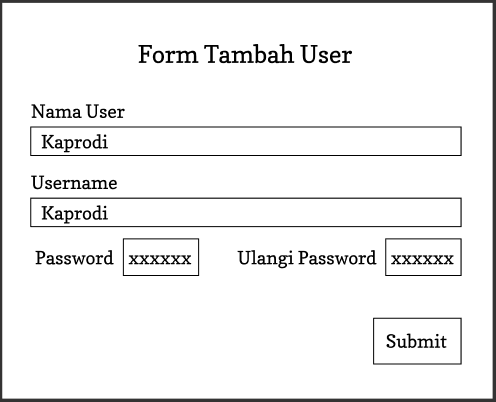 Form Tambah User
Nama User
Kaprodi
Username
Kaprodi
Password xxxxxx Ulangi Password xxxxxx
Submit